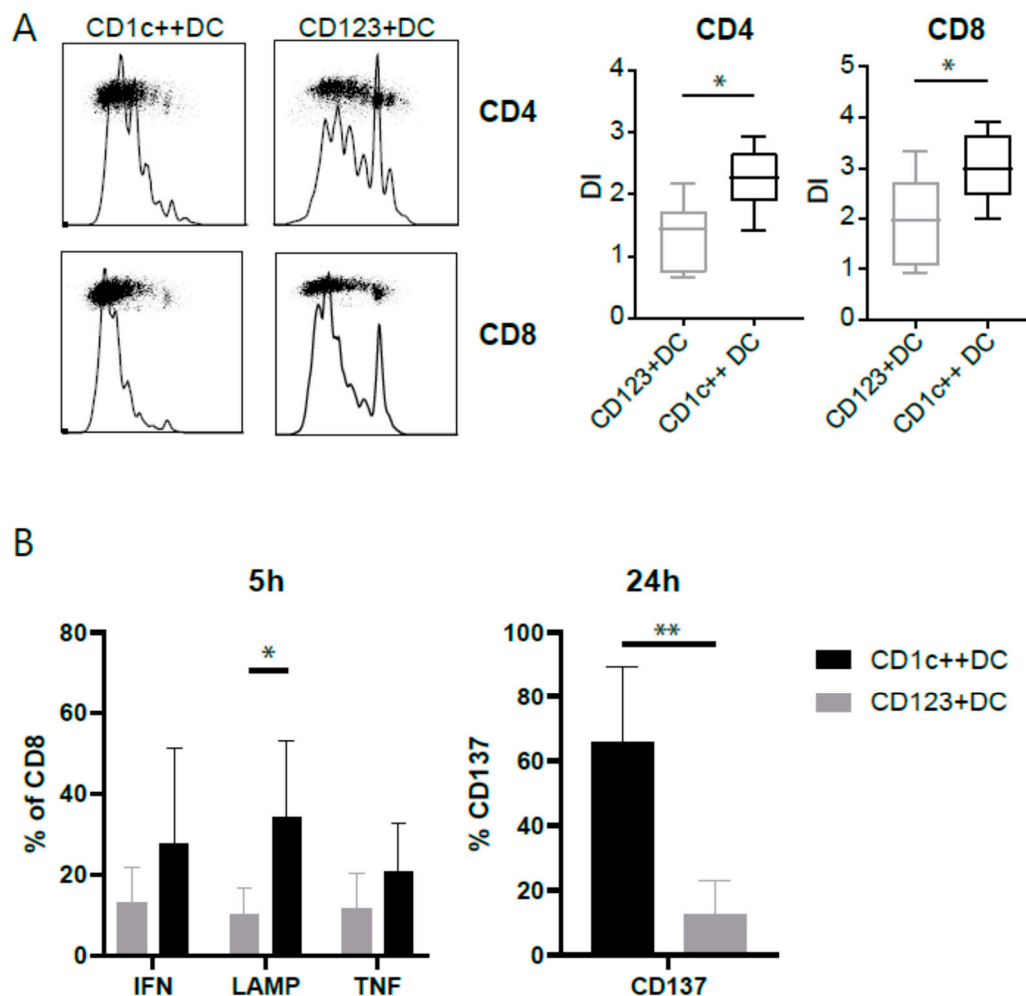 A
CD1c++DC
CD123+DC
CD4
CD8
CD4
*
DI
4
3
2
1
0
CD123+DC
CD1c++ DC
CD8
*
DI
5
4
3
2
1
0
CD123+DC
CD1c++ DC
B
5h
*
% of CD8
80
60
40
20
0
IFN LAMP TNF
24h
**
% CD137
100
80
60
40
20
0
CD137
CD1c++DC
CD123+DC